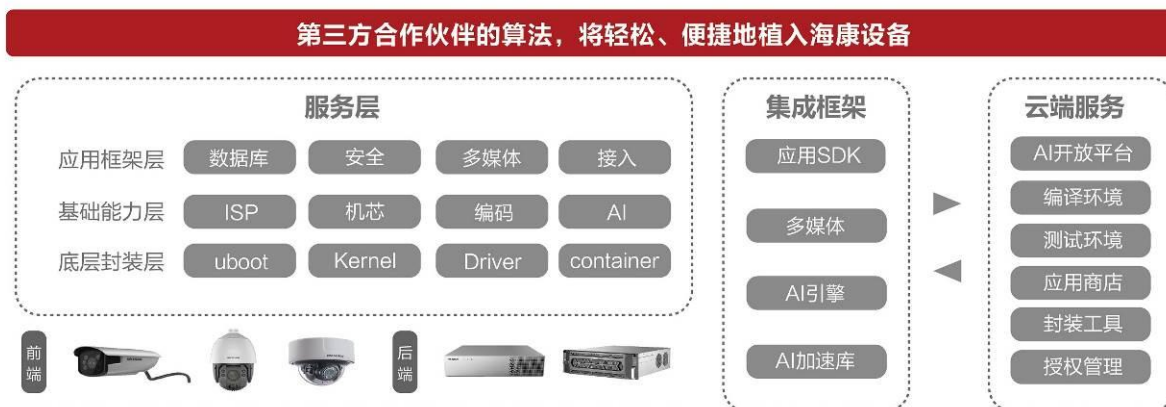 第三方合作伙伴的算法，将轻松、便捷地植入海康设备
服务层
应用框架层 数据库 安全 多媒体 接入
基础能力层 ISP 机芯 编码 AI
底层封装层 uboot Kernel Driver container
前端
后端
集成框架
应用SDK
多媒体
AI引擎
AI加速库
云端服务
AI开放平台
编译环境
测试环境
应用商店
封装工具
授权管理